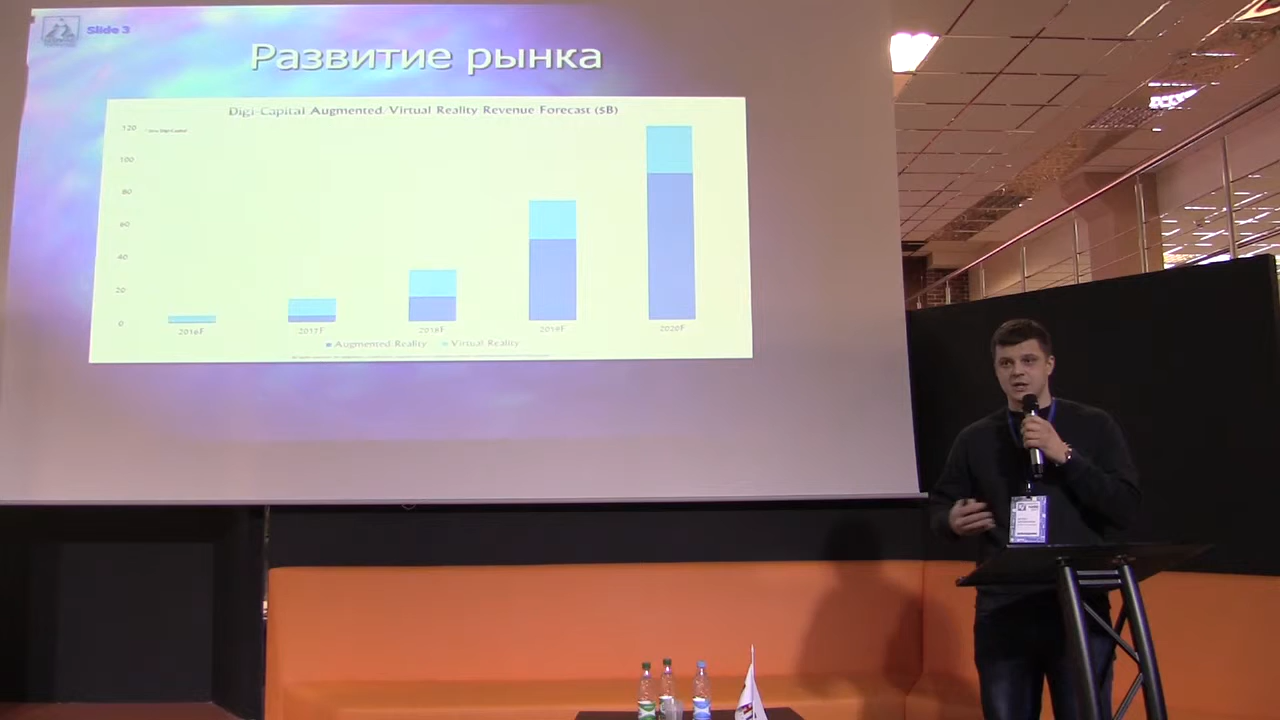 Slide 3
Развитие рынка
Digi-Capital Augmented/Virtual Reality Revenue Forecast ($B)
120
100
80
60
40
20
0
2016F 2017F 2018F 2019F 2020F
Augmented Reality Virtual Reality